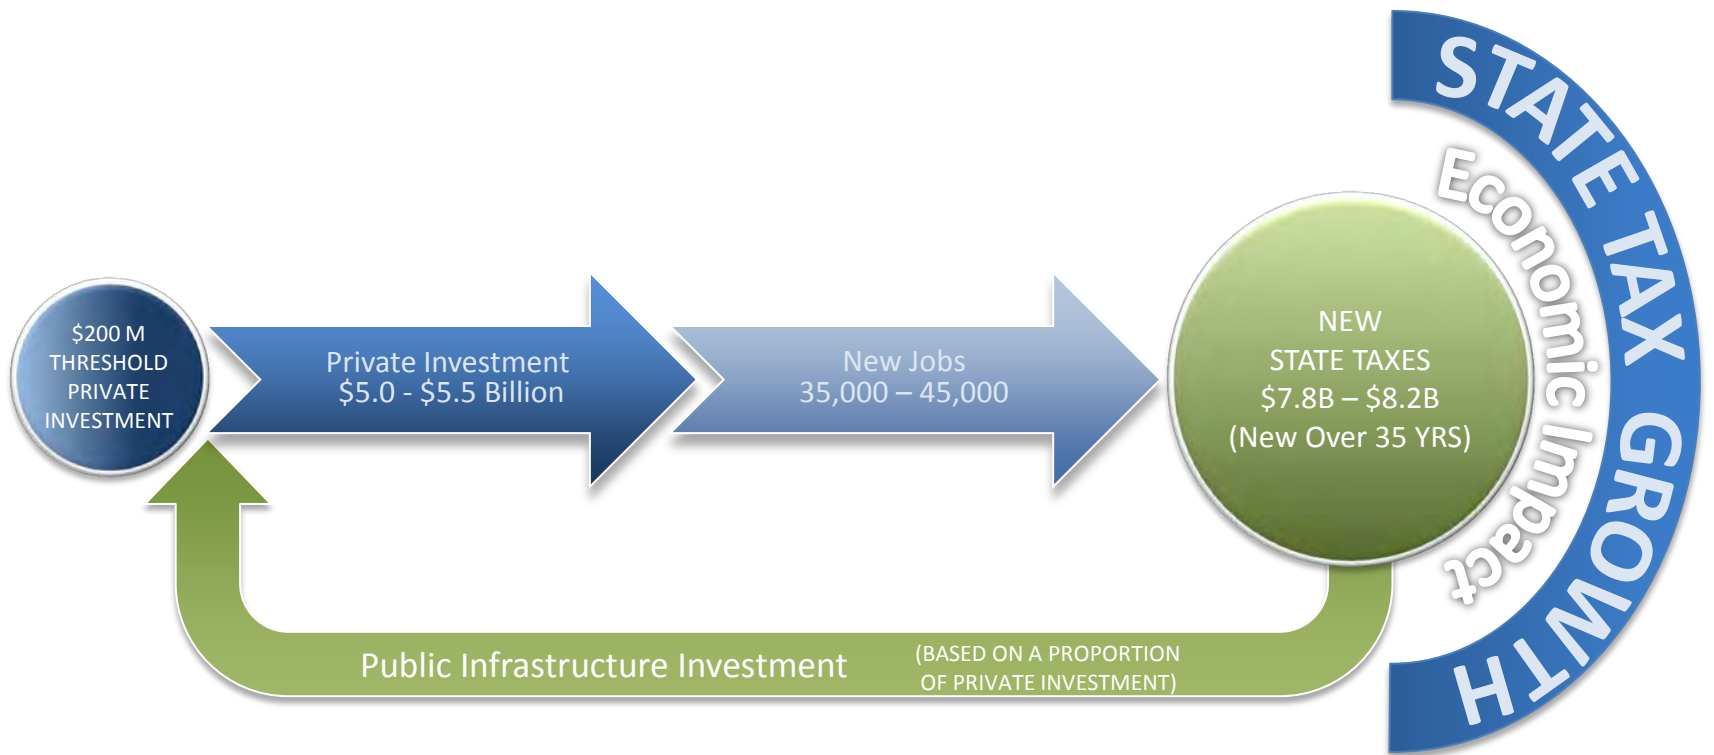 $200 M
THRESHOLD
PRIVATE
INVESTMENT
Private Investment
$5.0 - $5.5 Billion
New Jobs
35,000 – 45,000
NEW
STATE TAXES
$7.8B – $8.2B
(New Over 35 YRS)
Economic Impact
STATE TAX GROWTH
Public Infrastructure Investment
(BASED ON A PROPORTION
OF PRIVATE INVESTMENT)